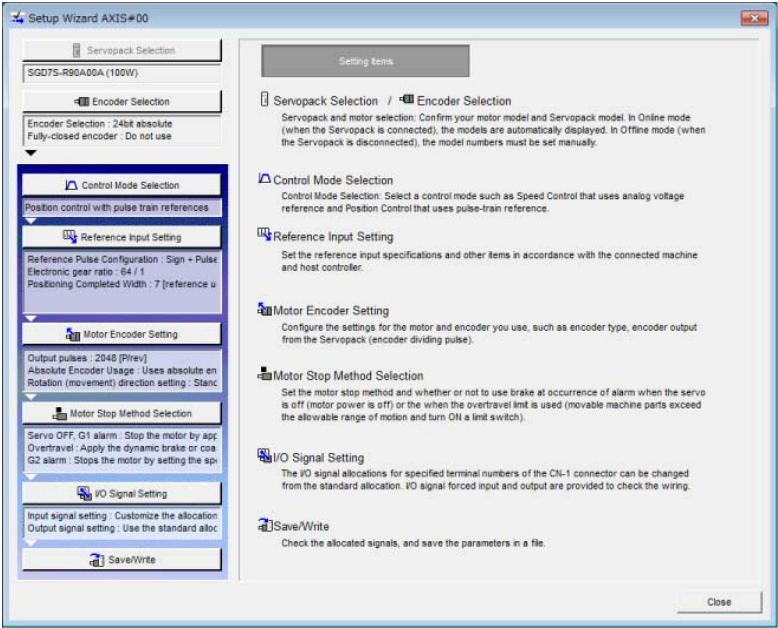 Setup Wizard AXIS#00
Servopack Selection
SGD7S-R90A00A (100W)
Encoder Selection
Encoder Selection : 24bit absolute
Fully-closed encoder : Do not use
Control Mode Selection
Position control with pulse train references
Reference Input Setting
Reference Pulse Configuration : Sign + Pulse
Electronic gear ratio : 64 / 1
Positioning Completed Width : 7 [reference u
Motor Encoder Setting
Output pulses : 2048 [P/rev]
Absolute Encoder Usage : Uses absolute en
Rotation (movement) direction setting : Stanc
Motor Stop Method Selection
Servo OFF, G1 alarm : Stop the motor by app
Overtravel : Apply the dynamic brake or coa
G2 alarm : Stops the motor by setting the spe
I/O Signal Setting
Input signal setting : Customize the allocation
Output signal setting : Use the standard alloc
Save/Write
Setting items
Servopack Selection / Encoder Selection
Servopack and motor selection: Confirm your motor model and Servopack model. In Online mode
(when the Servopack is connected), the models are automatically displayed. In Offline mode (when
the Servopack is disconnected), the model numbers must be set manually.
Control Mode Selection
Control Mode Selection: Select a control mode such as Speed Control that uses analog voltage
reference and Position Control that uses pulse-train reference.
Reference Input Setting
Set the reference input specifications and other items in accordance with the connected machine
and host controller.
Motor Encoder Setting
Configure the settings for the motor and encoder you use, such as encoder type, encoder output
from the Servopack (encoder dividing pulse).
Motor Stop Method Selection
Set the motor stop method and whether or not to use brake at occurrence of alarm when the servo
is off (motor power is off) or the when the overtravel limit is used (movable machine parts exceed
the allowable range of motion and turn ON a limit switch).
I/O Signal Setting
The I/O signal allocations for specified terminal numbers of the CN-1 connector can be changed
from the standard allocation. I/O signal forced input and output are provided to check the wiring.
Save/Write
Check the allocated signals, and save the parameters in a file.
Close